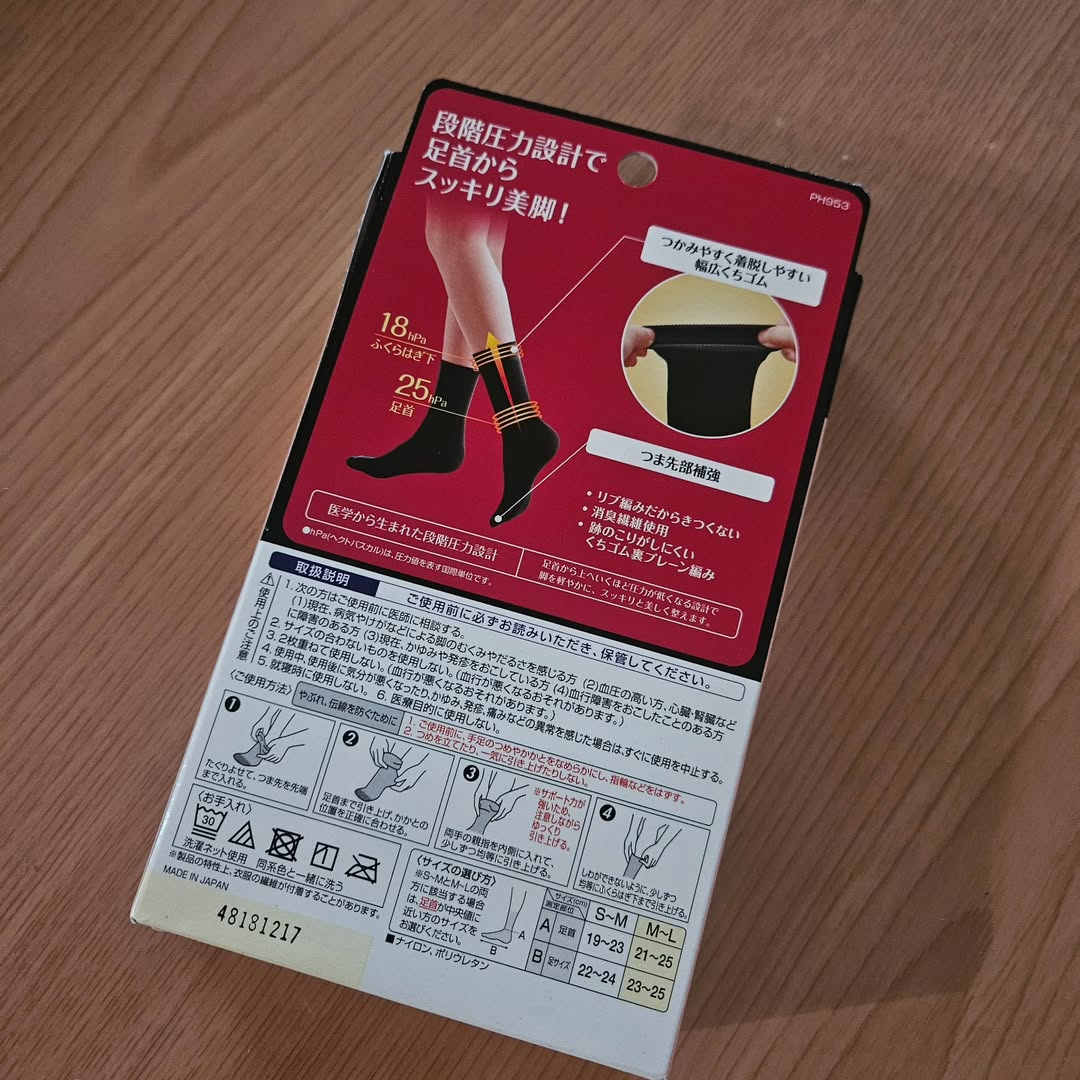 段階圧力設計で
足首から
スッキリ美脚!
PH953
つかみやすく着脱しやすい
幅広くちゴム
18hPa
ふくらはぎ下
25hPa
足首
つま先部補強
・リブ編みだからきつくない
・消臭繊維使用
・跡のこりがしにくい
くちゴム裏プレーン編み
医学から生まれた段階圧力設計
足首から上へいくほど圧力が低くなる設計で
脚を軽やかに、スッキリと美しく整えます。
●hPa(ヘクトパスカル)は、圧力値を表す国際単位です。
取扱説明
ご使用前に必ずお読みいただき、保管してください。
使用上のご注意
1. 次の方はご使用前に医師に相談する。
(1)現在、病気やけがなどによる脚のむくみやだるさを感じる方 (2)血圧の高い方、心臓・腎臓など
に障害のある方 (3)現在、かゆみや発疹をおこしている方 (4)血行障害をおこしたことのある方
2. サイズの合わないものを使用しない。(血行が悪くなるおそれがあります。)
3. 2枚重ねて使用しない。(血行が悪くなるおそれがあります。)
4. 使用中、使用後に気分が悪くなったり、かゆみ、発疹、痛みなどの異常を感じた場合は、すぐに使用を中止する。
5. 就寝時に使用しない。 6. 医療目的に使用しない。
〈ご使用方法〉
やぶれ、伝線を防ぐために
1. ご使用前に、手足のつめやかかとをなめらかにし、指輪などをはずす。
2. つめを立てたり、一気に引き上げたりしない。
1
たぐりよせて、つま先を先端
まで入れる。
2
足首まで引き上げ、かかとの
位置を正確に合わせる。
3
※サポート力が
強いため、
注意しながら
ゆっくり
引き上げる。
両手の親指を内側に入れて、
少しずつ均等に引き上げる。
4
しわができないように、少しずつ
均等にふくらはぎ下まで引き上げる。
〈お手入れ〉
30
洗濯ネット使用 同系色と一緒に洗う
※製品の特性上、衣服の繊維が付着することがあります。
MADE IN JAPAN
48181217
〈サイズの選び方〉
※S~MとM~Lの両
方に該当する場合
は、足首が中央値に
近い方のサイズを
お選びください。
A
B
■ナイロン、ポリウレタン
サイズ(cm)
測定部位
S~M
M~L
A 足首 19~23 21~25
B 足サイズ 22~24 23~25